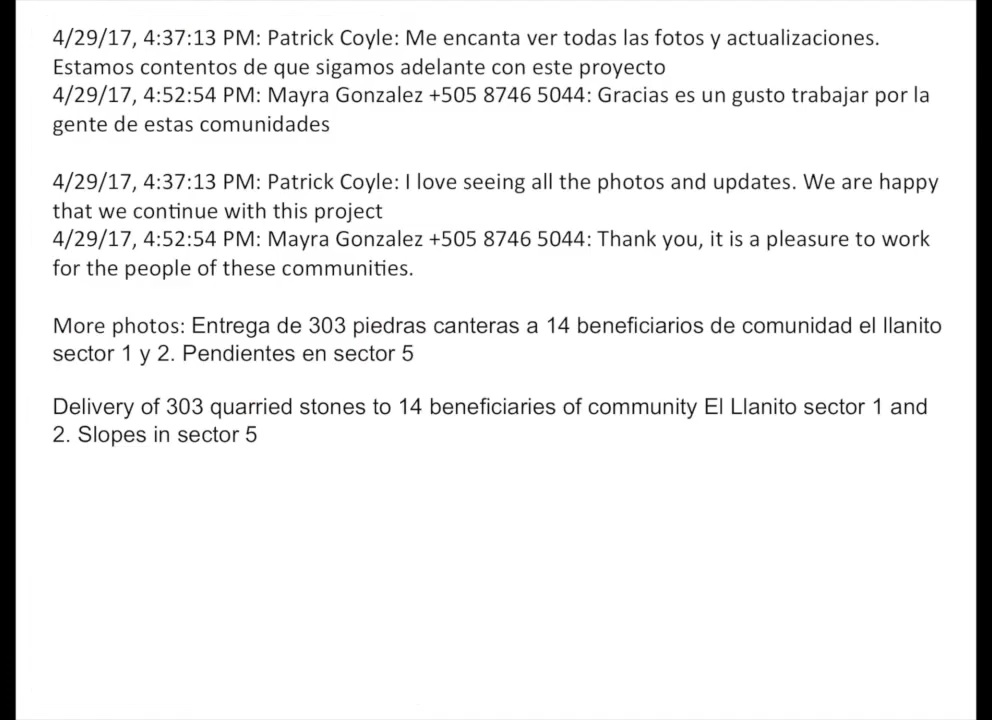 4/29/17, 4:37:13 PM: Patrick Coyle: Me encanta ver todas las fotos y actualizaciones.
Estamos contentos de que sigamos adelante con este proyecto
4/29/17, 4:52:54 PM: Mayra Gonzalez +505 8746 5044: Gracias es un gusto trabajar por la
gente de estas comunidades
4/29/17, 4:37:13 PM: Patrick Coyle: I love seeing all the photos and updates. We are happy
that we continue with this project
4/29/17, 4:52:54 PM: Mayra Gonzalez +505 8746 5044: Thank you, it is a pleasure to work
for the people of these communities.
More photos: Entrega de 303 piedras canteras a 14 beneficiarios de comunidad el llanito
sector 1 y 2. Pendientes en sector 5
Delivery of 303 quarried stones to 14 beneficiaries of community El Llanito sector 1 and
2. Slopes in sector 5